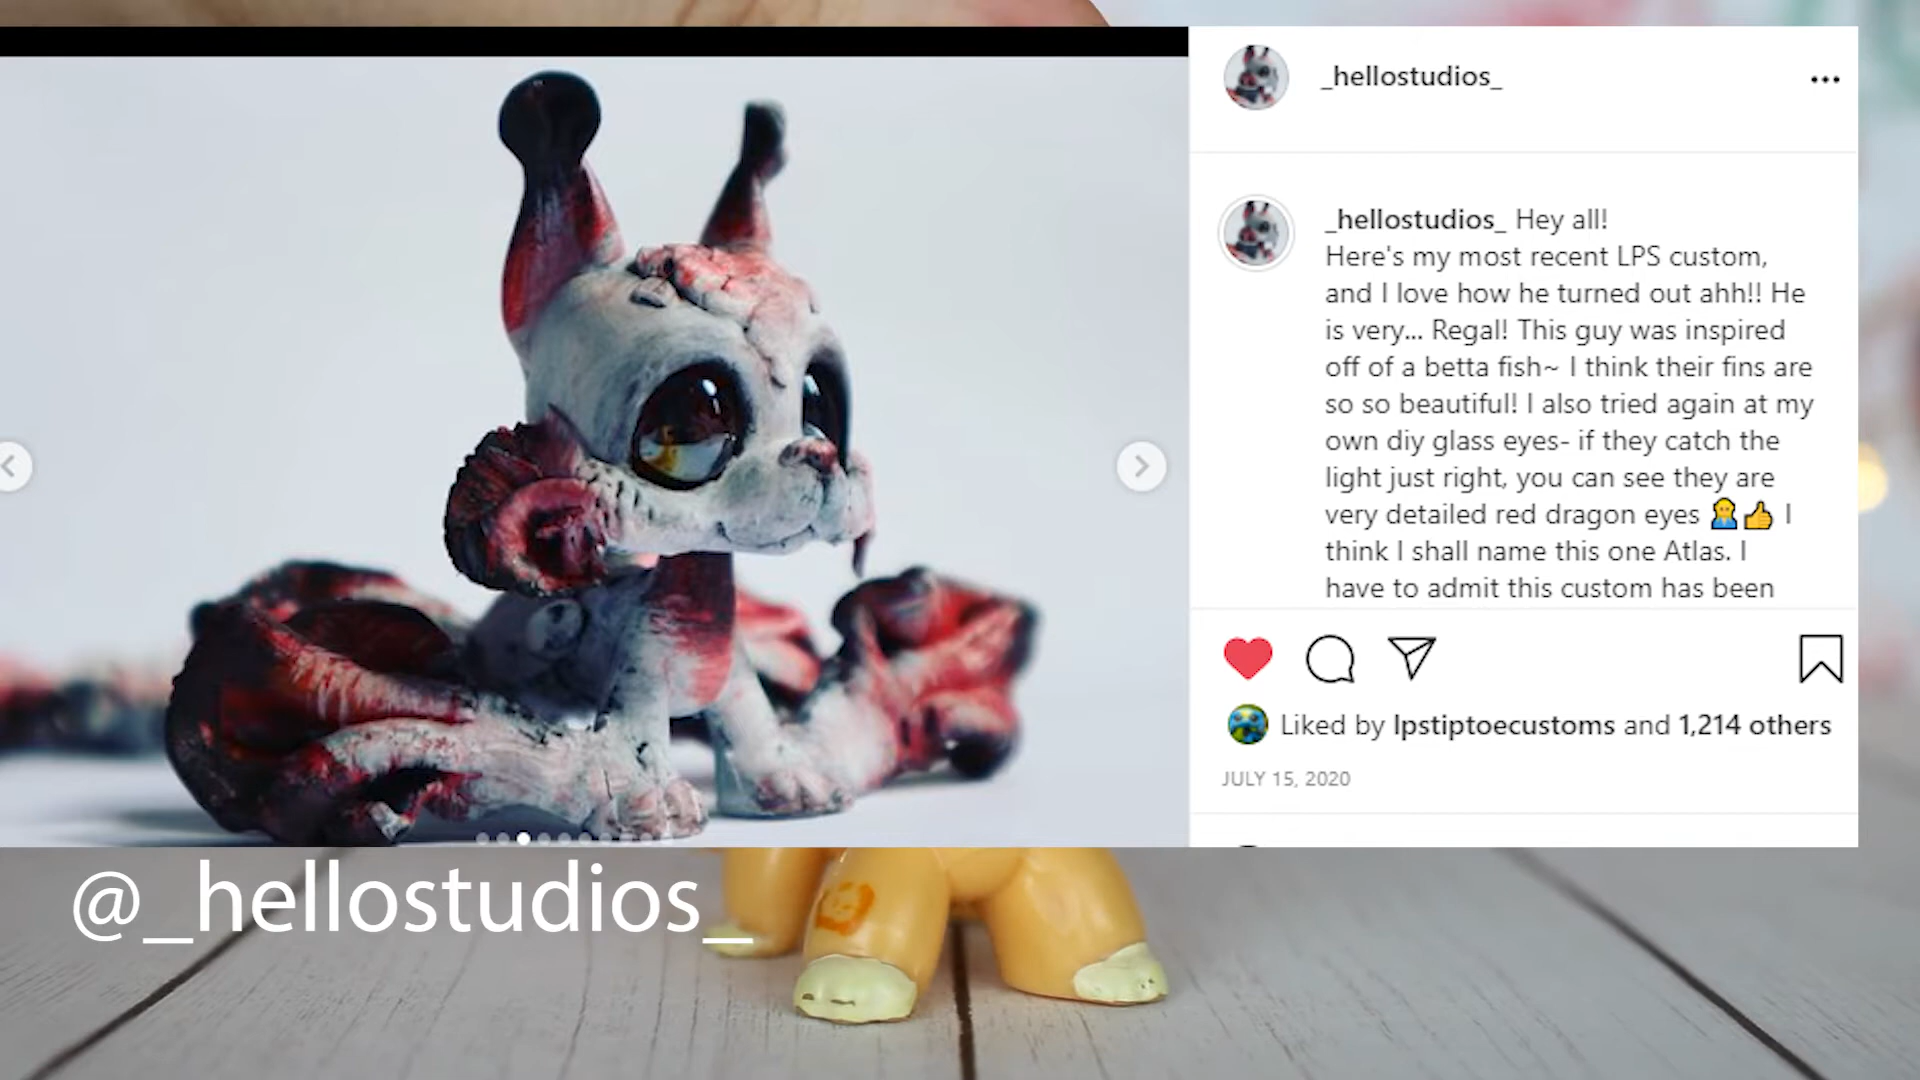 _hellostudios_
_hellostudios_ Hey all!
Here's my most recent LPS custom,
and I love how he turned out ahh!! He
is very... Regal! This guy was inspired
off of a betta fish~ I think their fins are
so so beautiful! I also tried again at my
own diy glass eyes- if they catch the
light just right, you can see they are
very detailed red dragon eyes 🤷‍♂️👍 I
think I shall name this one Atlas. I
have to admit this custom has been
Liked by lpstiptoecustoms and 1,214 others
JULY 15, 2020
@_hellostudios_